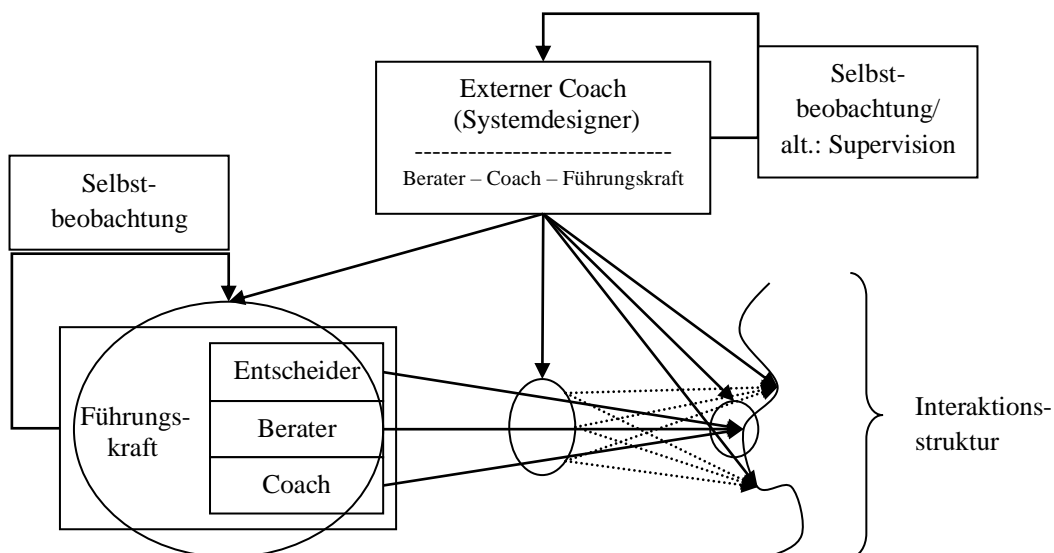 Externer Coach
(Systemdesigner)
-----------------------------
Berater – Coach – Führungskraft
Selbst-
beobachtung/
alt.: Supervision
Selbst-
beobachtung
Führungs-
kraft
Entscheider
Berater
Coach
Interaktions-
struktur